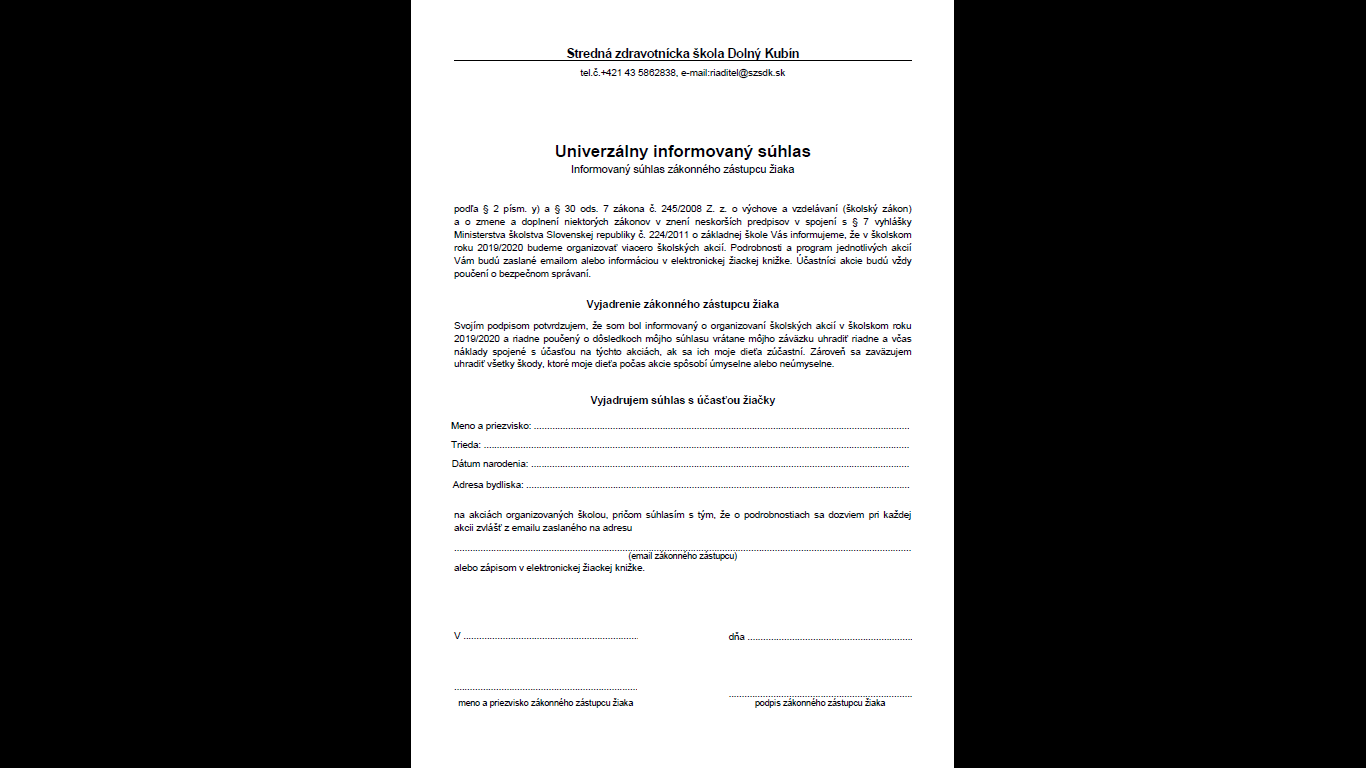 Stredná zdravotnícka škola Dolný Kubín
tel.č.+421 43 5862838, e-mail:riaditel@szsdk.sk
Univerzálny informovaný súhlas
Informovaný súhlas zákonného zástupcu žiaka
podľa § 2 písm. y) a § 30 ods. 7 zákona č. 245/2008 Z. z. o výchove a vzdelávaní (školský zákon)
a o zmene a doplnení niektorých zákonov v znení neskorších predpisov v spojení s § 7 vyhlášky
Ministerstva školstva Slovenskej republiky č. 224/2011 o základnej škole Vás informujeme, že v školskom
roku 2019/2020 budeme organizovať viacero školských akcií. Podrobnosti a program jednotlivých akcií
Vám budú zaslané emailom alebo informáciou v elektronickej žiackej knižke. Účastníci akcie budú vždy
poučení o bezpečnom správaní.
Vyjadrenie zákonného zástupcu žiaka
Svojím podpisom potvrdzujem, že som bol informovaný o organizovaní školských akcií v školskom roku
2019/2020 a riadne poučený o dôsledkoch môjho súhlasu vrátane môjho záväzku uhradiť riadne a včas
náklady spojené s účasťou na týchto akciách, ak sa ich moje dieťa zúčastní. Zároveň sa zaväzujem
uhradiť všetky škody, ktoré moje dieťa počas akcie spôsobí úmyselne alebo neúmyselne.
Vyjadrujem súhlas s účasťou žiačky
Meno a priezvisko: ....................................................................................................
Trieda: ....................................................................................................
Dátum narodenia: ....................................................................................................
Adresa bydliska: ....................................................................................................
na akciách organizovaných školou, pričom súhlasím s tým, že o podrobnostiach sa dozviem pri každej
akcii zvlášť z emailu zaslaného na adresu
....................................................................................................
(email zákonného zástupcu)
alebo zápisom v elektronickej žiackej knižke.
V .................................................. dňa ..................................................
.................................................. ..................................................
meno a priezvisko zákonného zástupcu žiaka podpis zákonného zástupcu žiaka